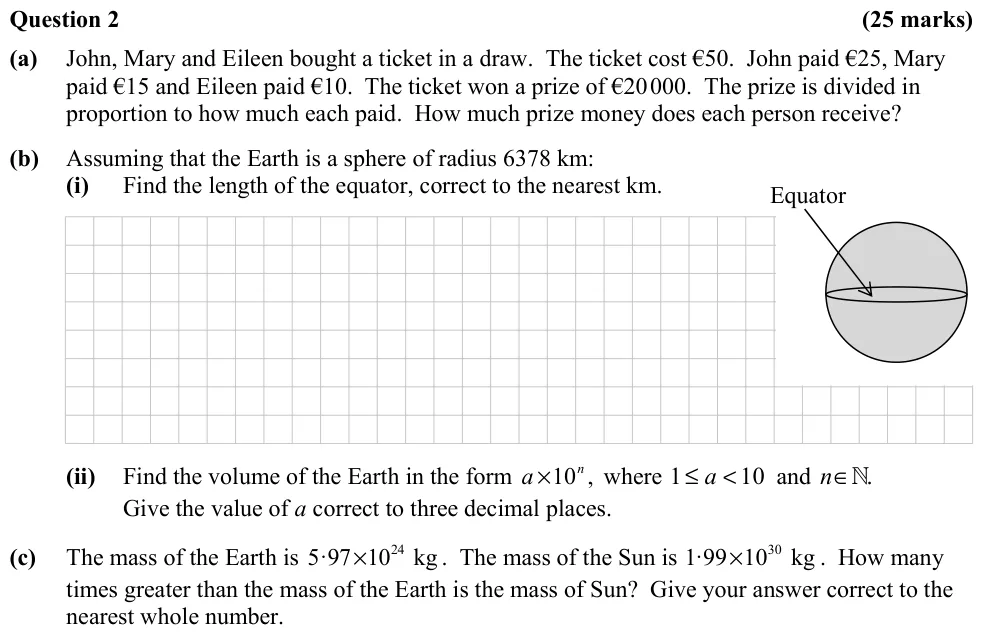 Question 2 (25 marks)
(a) John, Mary and Eileen bought a ticket in a draw. The ticket cost €50. John paid €25, Mary
paid €15 and Eileen paid €10. The ticket won a prize of €20 000. The prize is divided in
proportion to how much each paid. How much prize money does each person receive?
(b) Assuming that the Earth is a sphere of radius 6378 km:
(i) Find the length of the equator, correct to the nearest km.
Equator
(ii) Find the volume of the Earth in the form a×10ⁿ, where 1≤a<10 and n∈ℕ.
Give the value of a correct to three decimal places.
(c) The mass of the Earth is 5·97×10²⁴ kg. The mass of the Sun is 1·99×10³⁰ kg. How many
times greater than the mass of the Earth is the mass of Sun? Give your answer correct to the
nearest whole number.